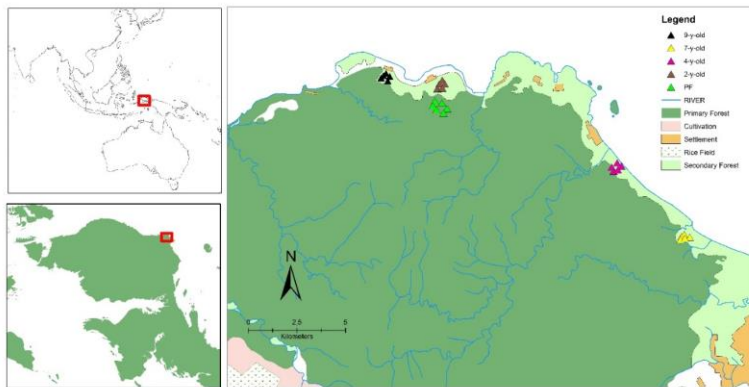 Legend
9-y-old
7-y-old
4-y-old
2-y-old
PF
RIVER
Primary Forest
Cultivation
Settlement
Rice Field
Secondary Forest
N
0 2.5 5
Kilometers